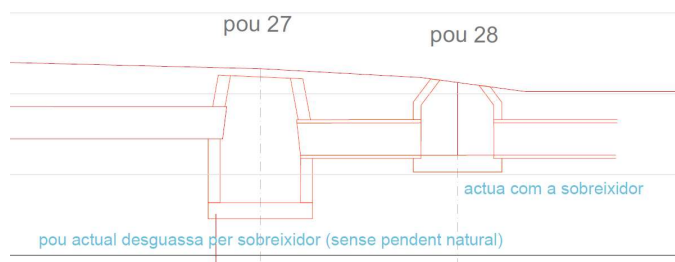 pou 27
pou 28
actua com a sobreixidor
pou actual desguassa per sobreixidor (sense pendent natural)